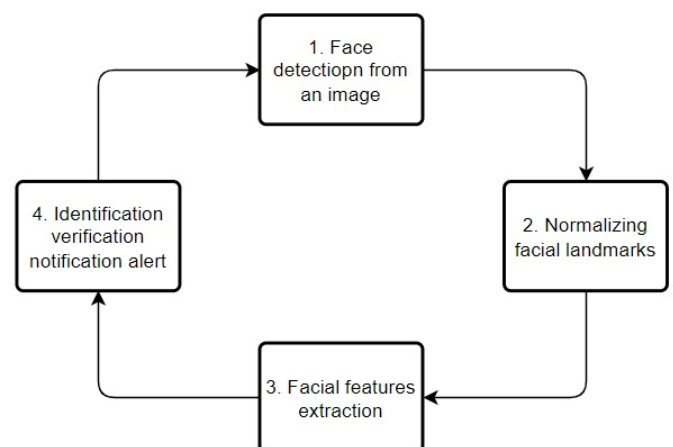 1. Face
detectiopn from
an image
2. Normalizing
facial landmarks
3. Facial features
extraction
4. Identification
verification
notification alert